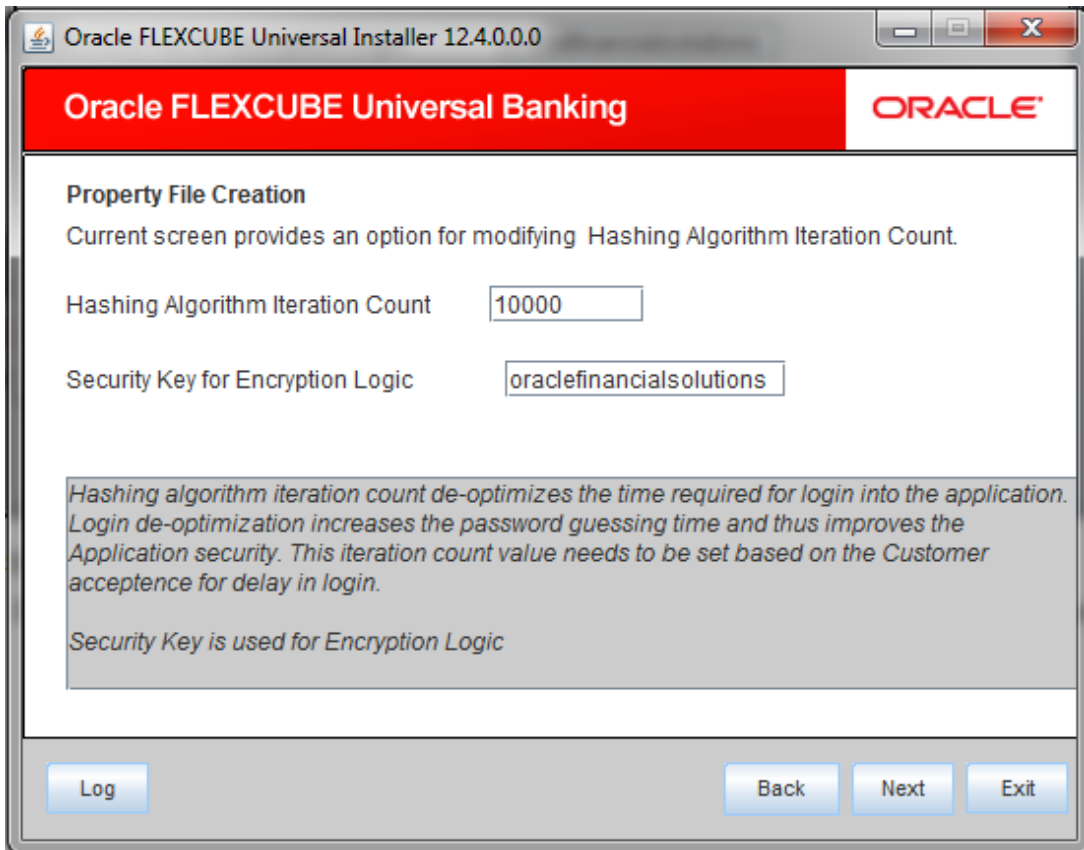 Oracle FLEXCUBE Universal Installer 12.4.0.0.0
Oracle FLEXCUBE Universal Banking
ORACLE
Property File Creation
Current screen provides an option for modifying Hashing Algorithm Iteration Count.
Hashing Algorithm Iteration Count 10000
Security Key for Encryption Logic oraclefinancialsolutions
Hashing algorithm iteration count de-optimizes the time required for login into the application.
Login de-optimization increases the password guessing time and thus improves the
Application security. This iteration count value needs to be set based on the Customer
acceptence for delay in login.
Security Key is used for Encryption Logic
Log Back Next Exit